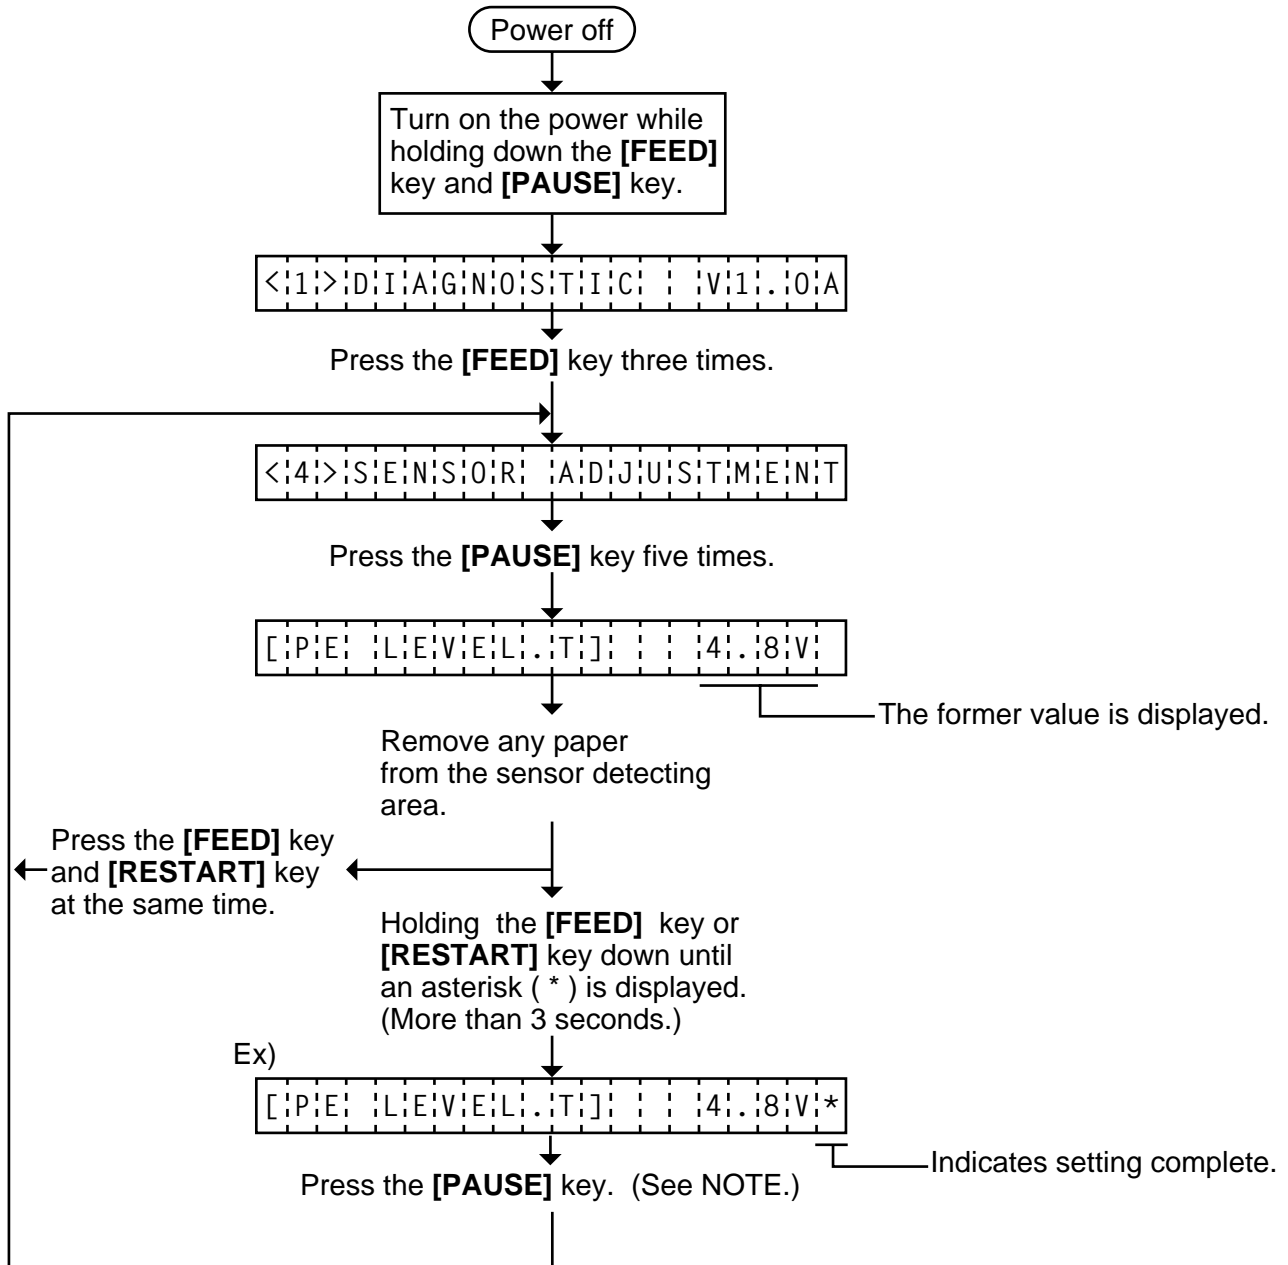 Power off
Turn on the power while
holding down the [FEED]
key and [PAUSE] key.
<1>DIAGNOSTIC  V1.0A
Press the [FEED] key three times.
<4>SENSOR ADJUSTMENT
Press the [PAUSE] key five times.
[PE LEVEL.T]   4.8V
The former value is displayed.
Remove any paper
from the sensor detecting
area.
Press the [FEED] key
and [RESTART] key
at the same time.
Holding  the [FEED]  key or
[RESTART] key down until
an asterisk ( * ) is displayed.
(More than 3 seconds.)
Ex)
[PE LEVEL.T]   4.8V*
Indicates setting complete.
Press the [PAUSE] key.  (See NOTE.)